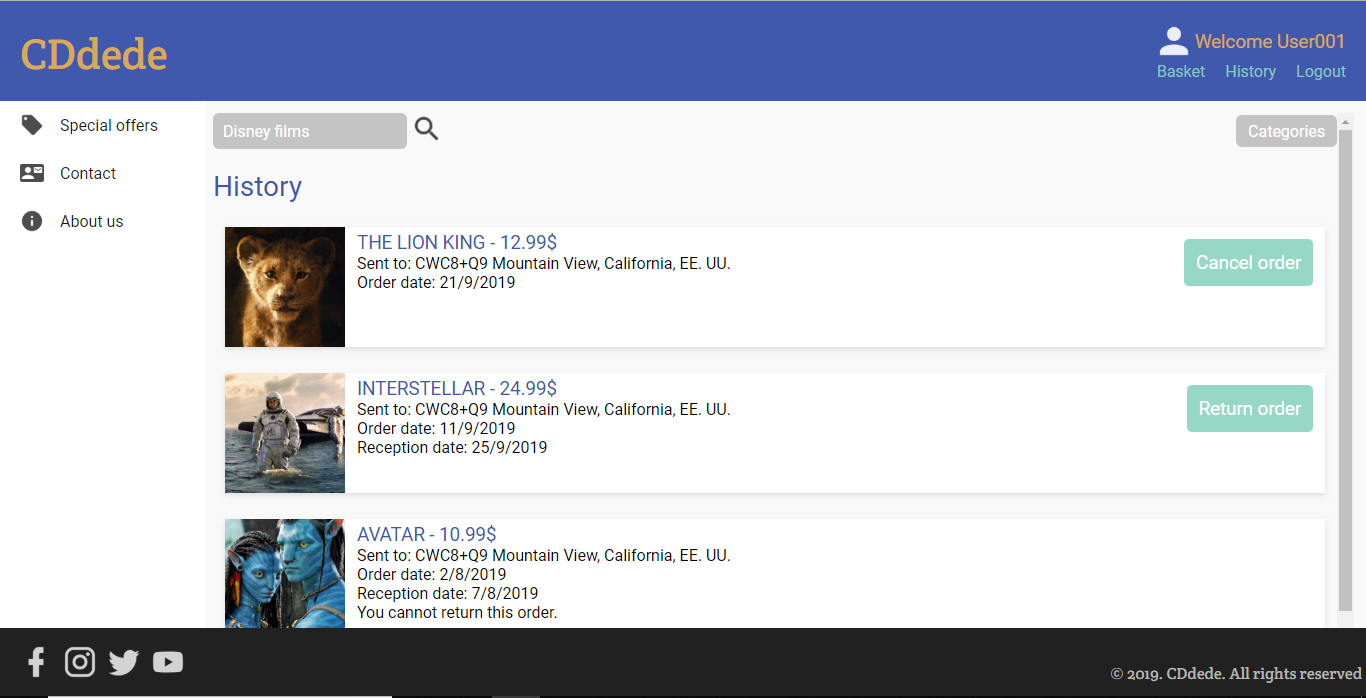 CDdede
Welcome User001
Basket History Logout
Special offers
Contact
About us
Disney films
Categories
History
THE LION KING - 12.99$
Sent to: CWC8+Q9 Mountain View, California, EE. UU.
Order date: 21/9/2019
Cancel order
INTERSTELLAR - 24.99$
Sent to: CWC8+Q9 Mountain View, California, EE. UU.
Order date: 11/9/2019
Reception date: 25/9/2019
Return order
AVATAR - 10.99$
Sent to: CWC8+Q9 Mountain View, California, EE. UU.
Order date: 2/8/2019
Reception date: 7/8/2019
You cannot return this order.
© 2019. CDdede. All rights reserved